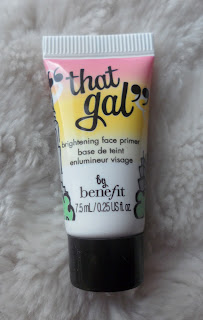 “that
gal”
brightening face primer
base de teint
enlumineur visage
by
benefit
7.5 mL/0.25 US fl. oz